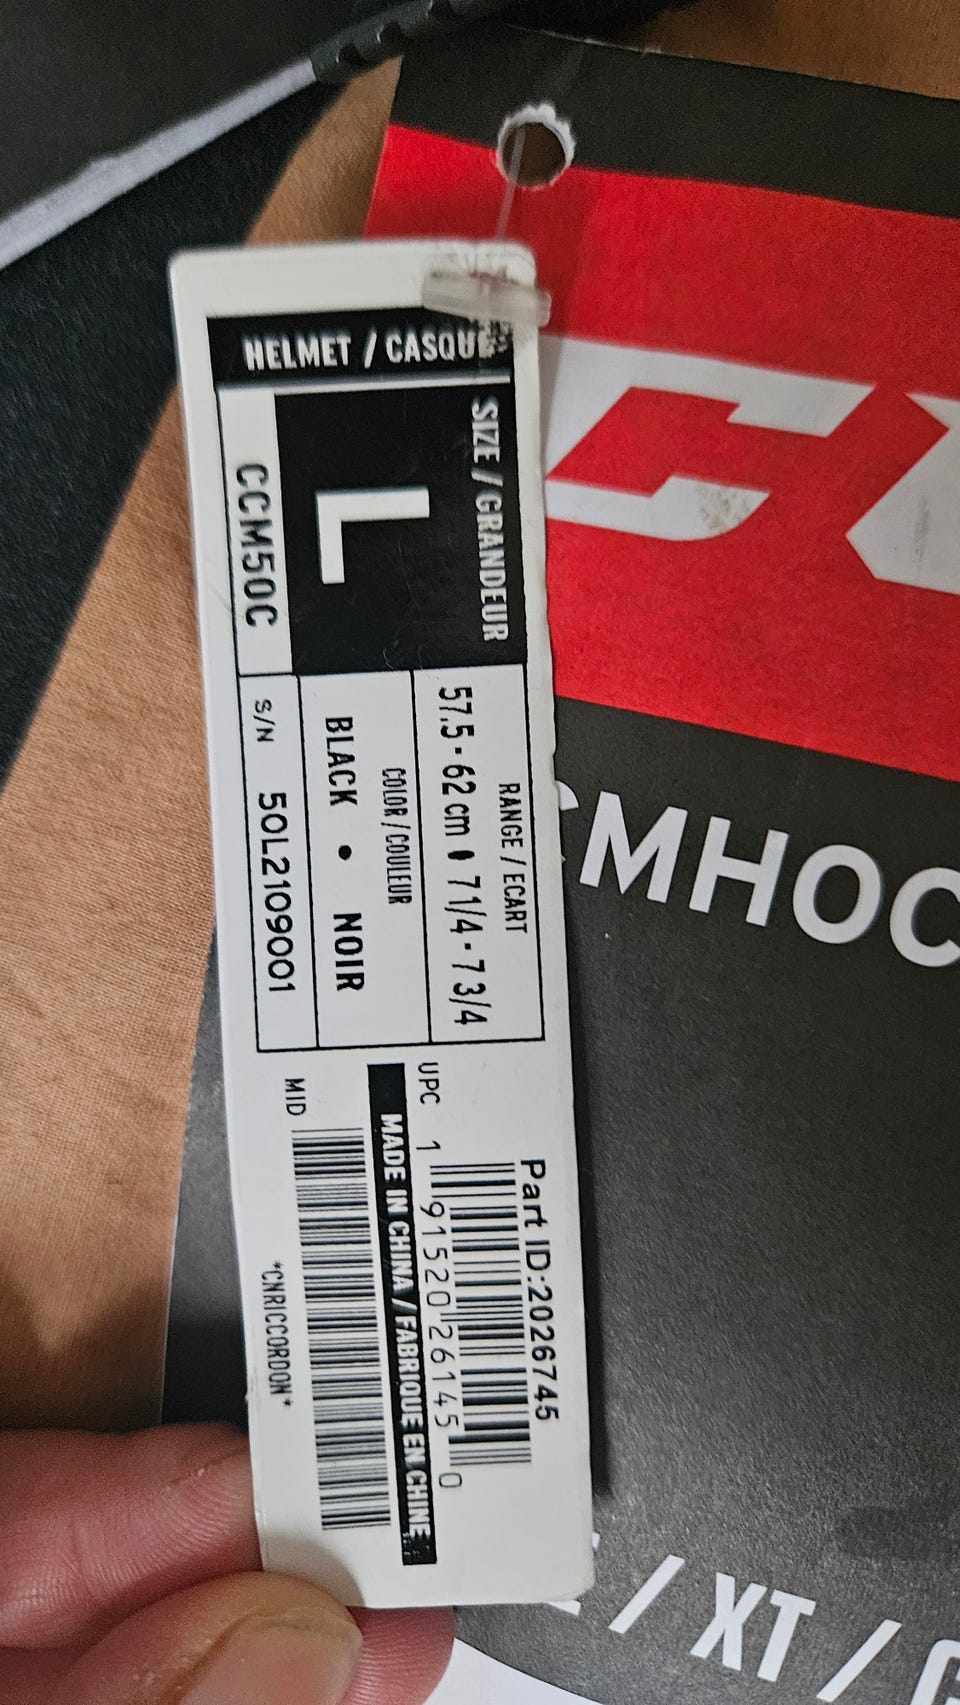 HELMET / CASQUE
SIZE / GRANDEUR
L
CCM50C
RANGE / ECART
57.5 - 62 cm • 7 1/4 - 7 3/4
COLOR / COULEUR
BLACK • NOIR
S/N 50L2109001
Part ID:2026745
UPC 1 91520 26145 0
MADE IN CHINA / FABRIQUE EN CHINE
MID
*CNRICCORDON*
CMHOC
/ XT /